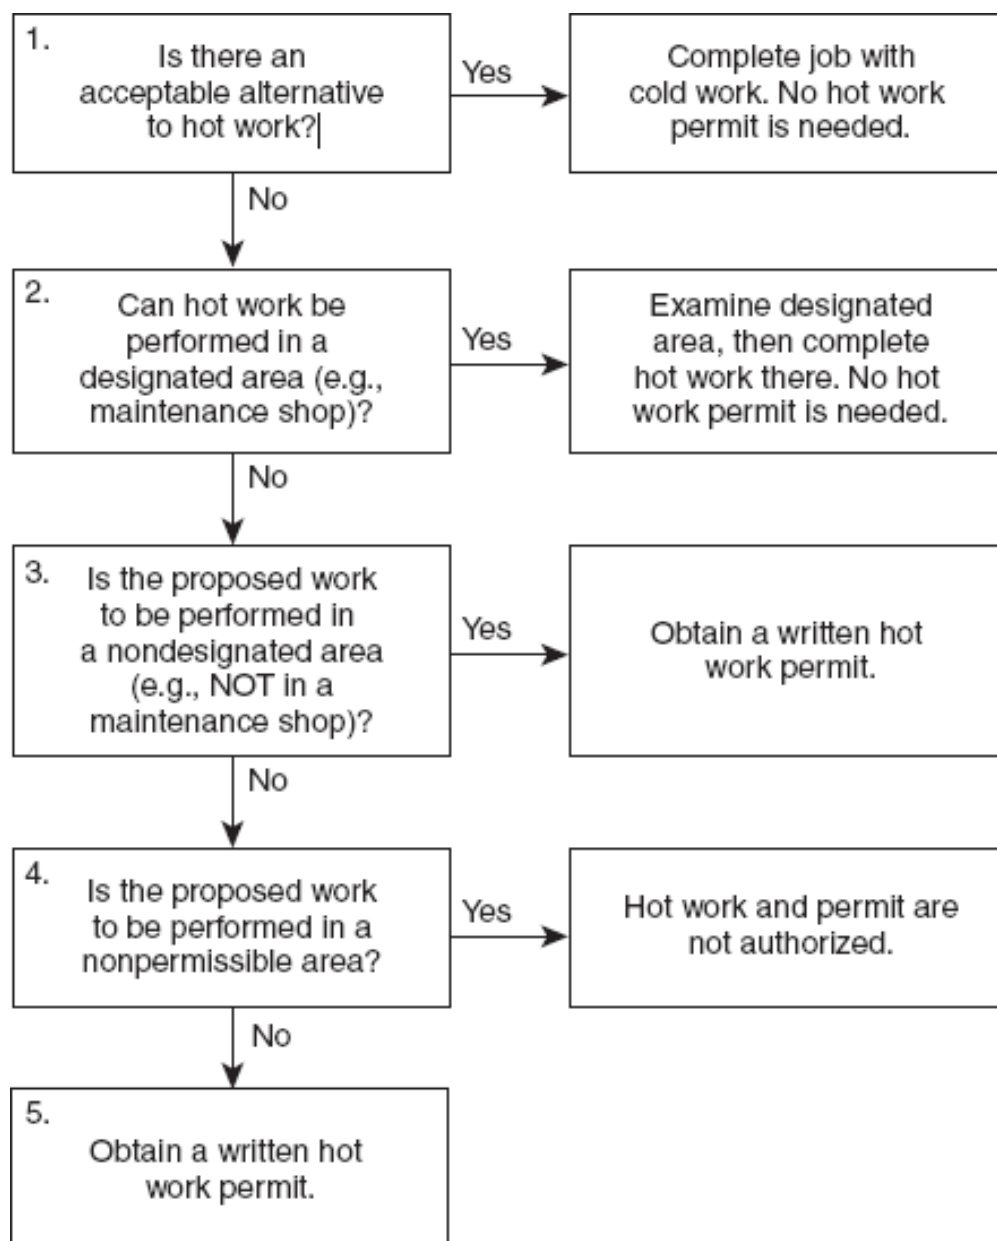 1.
Is there an
acceptable alternative
to hot work?
Yes
Complete job with
cold work. No hot work
permit is needed.
No
2.
Can hot work be
performed in a
designated area (e.g.,
maintenance shop)?
Yes
Examine designated
area, then complete
hot work there. No hot
work permit is needed.
No
3.
Is the proposed work
to be performed in
a nondesignated area
(e.g., NOT in a
maintenance shop)?
Yes
Obtain a written hot
work permit.
No
4.
Is the proposed work
to be performed in a
nonpermissible area?
Yes
Hot work and permit are
not authorized.
No
5.
Obtain a written hot
work permit.